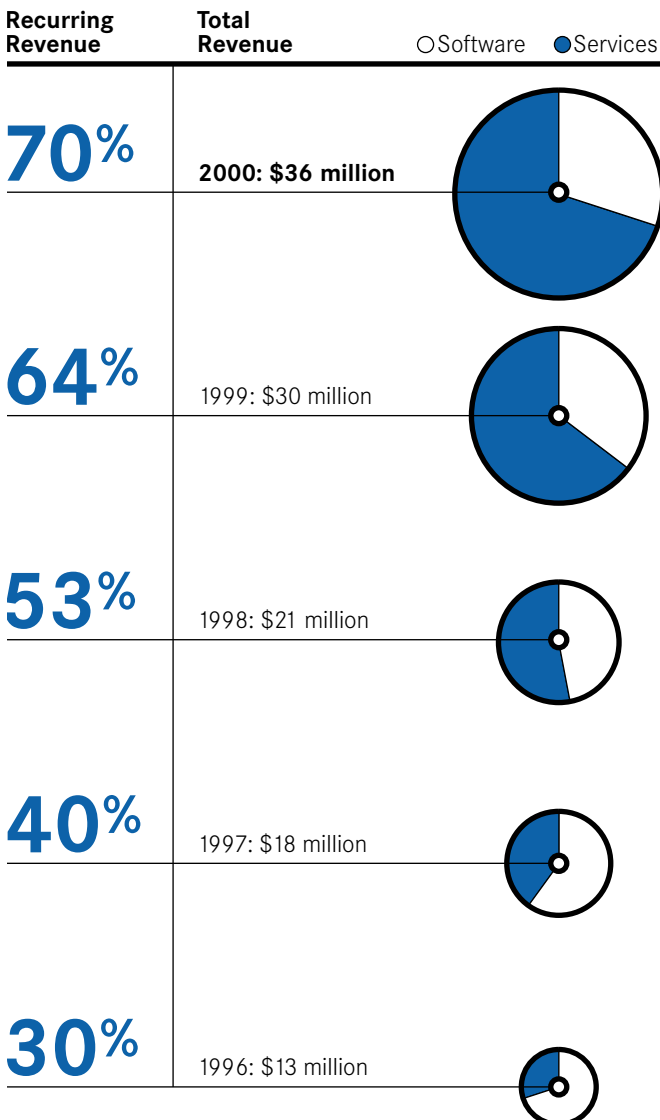 Recurring
Revenue
Total
Revenue
Software
Services
70%
2000: $36 million
64%
1999: $30 million
53%
1998: $21 million
40%
1997: $18 million
30%
1996: $13 million